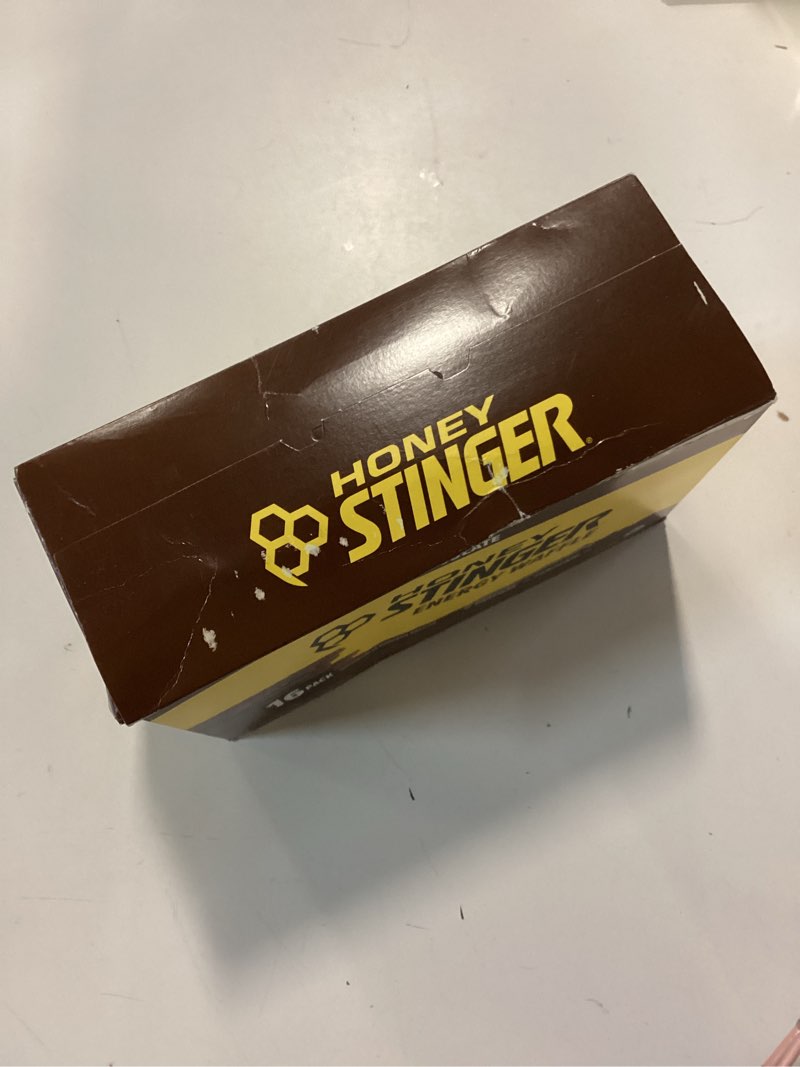 HONEY
STINGER®
HONEY
STINGER
ENERGY WAFFLE
16 PACK